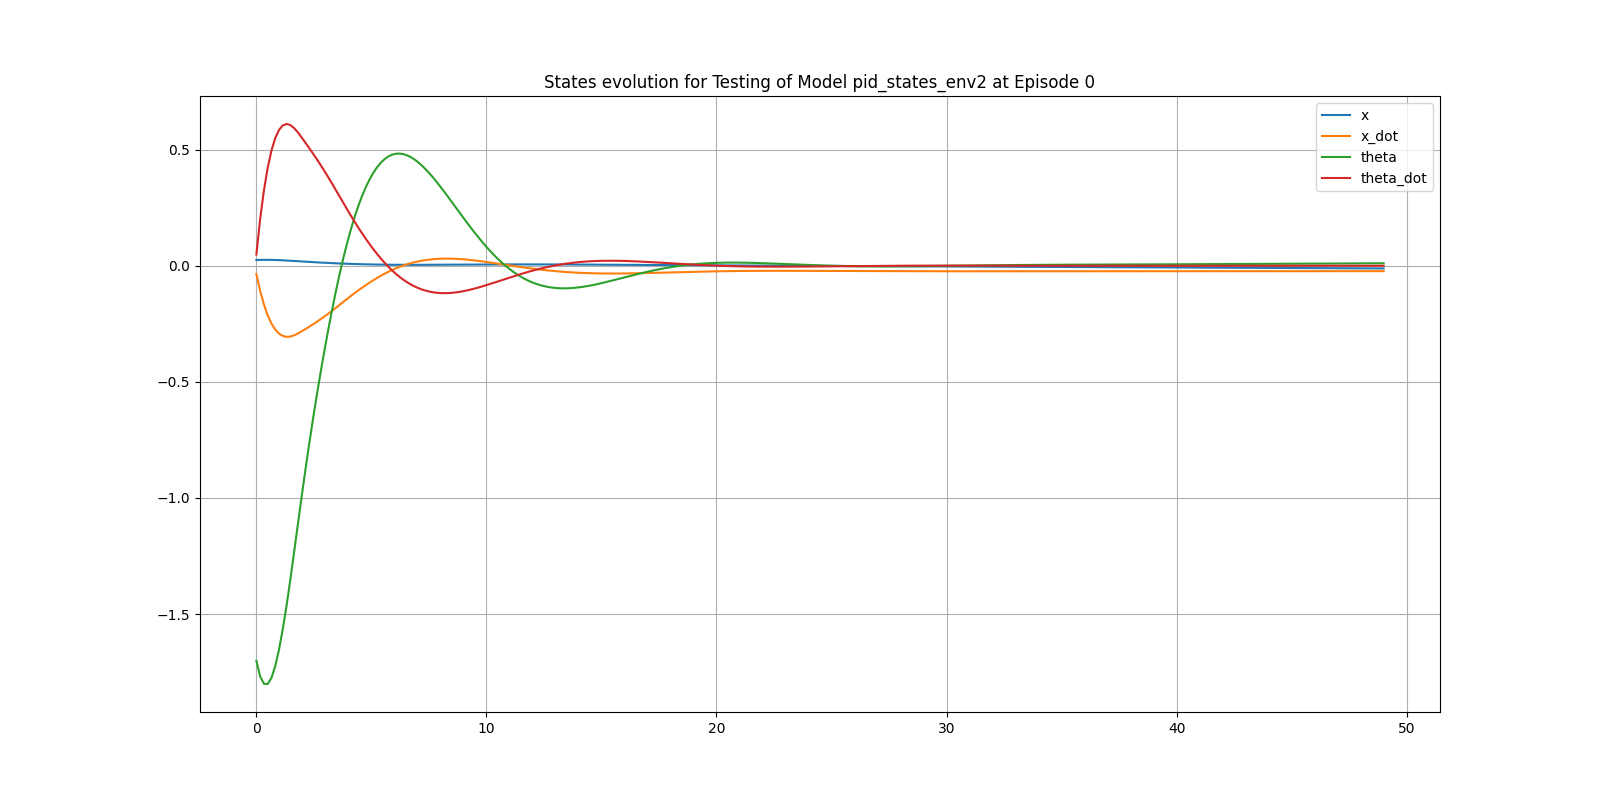 States evolution for Testing of Model pid_states_env2 at Episode 0
x
x_dot
theta
theta_dot
0.5
0.0
−0.5
−1.0
−1.5
0 10 20 30 40 50